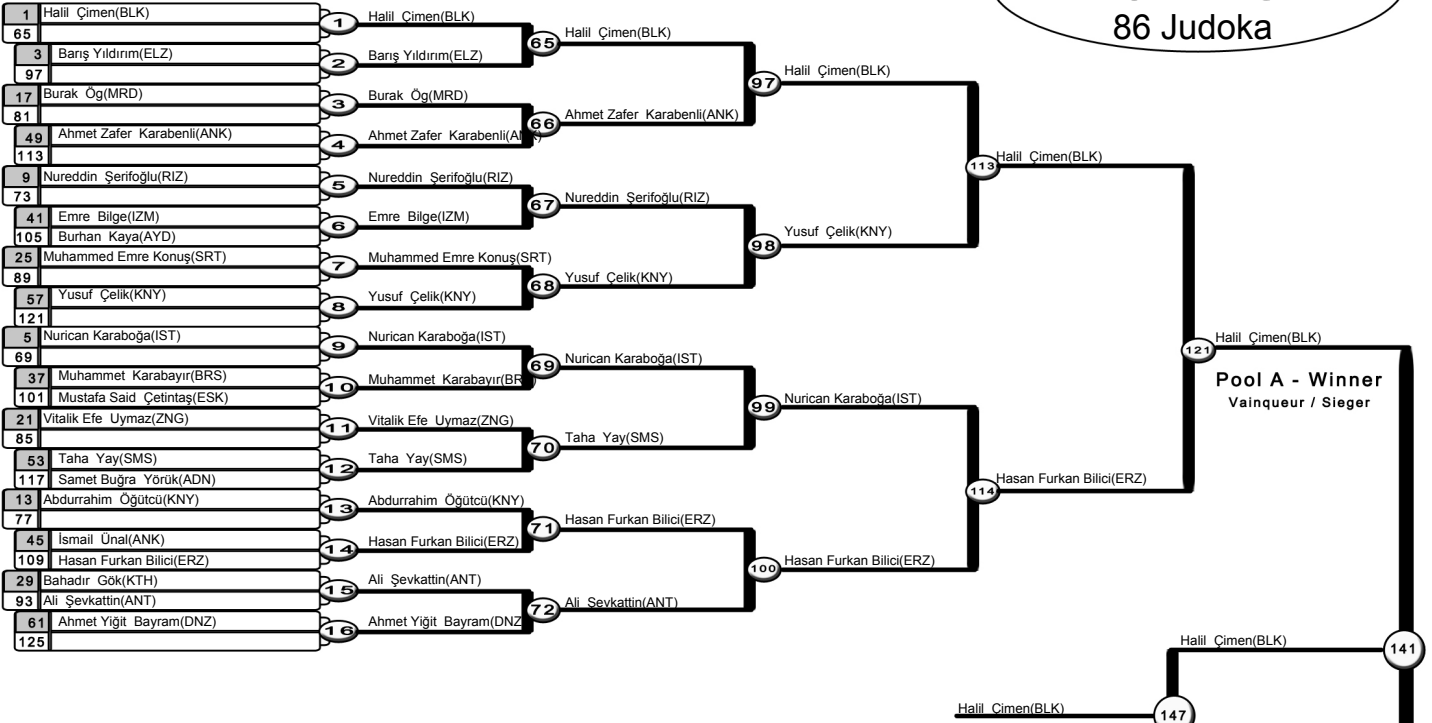 86 Judoka
1 Halil Çimen(BLK)
65
3 Barış Yıldırım(ELZ)
97
17 Burak Ög(MRD)
81
49 Ahmet Zafer Karabenli(ANK)
113
9 Nureddin Şerifoğlu(RIZ)
73
41 Emre Bilge(IZM)
105 Burhan Kaya(AYD)
25 Muhammed Emre Konuş(SRT)
89
57 Yusuf Çelik(KNY)
121
5 Nurican Karaboğa(IST)
69
37 Muhammet Karabayır(BRS)
101 Mustafa Said Çetintaş(ESK)
21 Vitalik Efe Uymaz(ZNG)
85
53 Taha Yay(SMS)
117 Samet Buğra Yörük(ADN)
13 Abdurrahim Öğütcü(KNY)
77
45 İsmail Ünal(ANK)
109 Hasan Furkan Bilici(ERZ)
29 Bahadır Gök(KTH)
93 Ali Şevkattin(ANT)
61 Ahmet Yiğit Bayram(DNZ)
125
1 Halil Çimen(BLK)
2 Barış Yıldırım(ELZ)
3 Burak Ög(MRD)
4 Ahmet Zafer Karabenli(ANK)
5 Nureddin Şerifoğlu(RIZ)
6 Emre Bilge(IZM)
7 Muhammed Emre Konuş(SRT)
8 Yusuf Çelik(KNY)
9 Nurican Karaboğa(IST)
10 Muhammet Karabayır(BRS)
11 Vitalik Efe Uymaz(ZNG)
12 Taha Yay(SMS)
13 Abdurrahim Öğütcü(KNY)
14 Hasan Furkan Bilici(ERZ)
15 Ali Şevkattin(ANT)
16 Ahmet Yiğit Bayram(DNZ
65 Halil Çimen(BLK)
66 Ahmet Zafer Karabenli(ANK)
67 Nureddin Şerifoğlu(RIZ)
68 Yusuf Çelik(KNY)
69 Nurican Karaboğa(IST)
70 Taha Yay(SMS)
71 Hasan Furkan Bilici(ERZ)
72 Ali Şevkattin(ANT)
97 Halil Çimen(BLK)
98 Yusuf Çelik(KNY)
99 Nurican Karaboğa(IST)
100 Hasan Furkan Bilici(ERZ)
113 Halil Çimen(BLK)
114 Hasan Furkan Bilici(ERZ)
121 Halil Çimen(BLK)
Pool A - Winner
Vainqueur / Sieger
Halil Çimen(BLK) 141
Halil Çimen(BLK) 147